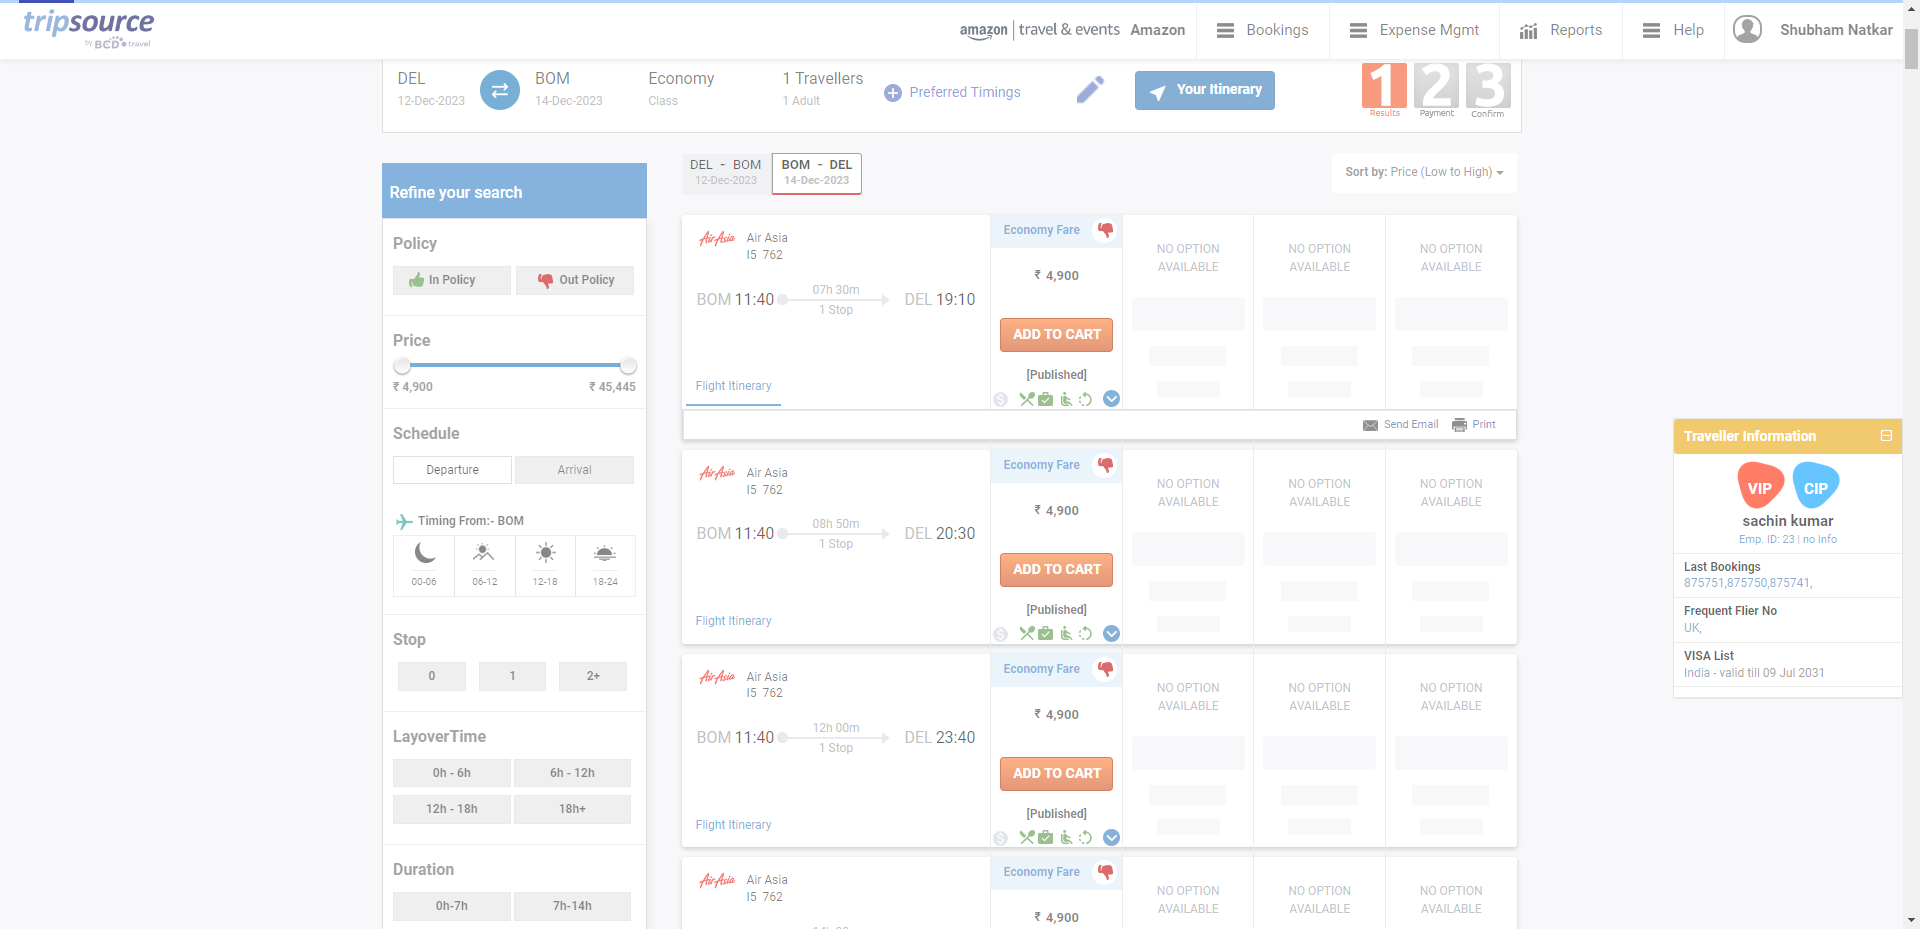 tripsource
by BCD travel
amazon | travel & events Amazon
Bookings
Expense Mgmt
Reports
Help
Shubham Natkar
DEL
12-Dec-2023
BOM
14-Dec-2023
Economy
Class
1 Travellers
1 Adult
Preferred Timings
Your Itinerary
1
Results
2
Payment
3
Confirm
Refine your search
Policy
In Policy
Out Policy
Price
₹ 4,900
₹ 45,445
Schedule
Departure
Arrival
Timing From:- BOM
00-06
06-12
12-18
18-24
Stop
0
1
2+
LayoverTime
0h - 6h
6h - 12h
12h - 18h
18h+
Duration
0h-7h
7h-14h
DEL - BOM
12-Dec-2023
BOM - DEL
14-Dec-2023
Sort by: Price (Low to High)
AirAsia
Air Asia
I5 762
BOM 11:40
07h 30m
1 Stop
DEL 19:10
Flight Itinerary
Economy Fare
₹ 4,900
ADD TO CART
[Published]
NO OPTION
AVAILABLE
NO OPTION
AVAILABLE
NO OPTION
AVAILABLE
Send Email
Print
AirAsia
Air Asia
I5 762
BOM 11:40
08h 50m
1 Stop
DEL 20:30
Flight Itinerary
Economy Fare
₹ 4,900
ADD TO CART
[Published]
NO OPTION
AVAILABLE
NO OPTION
AVAILABLE
NO OPTION
AVAILABLE
AirAsia
Air Asia
I5 762
BOM 11:40
12h 00m
1 Stop
DEL 23:40
Flight Itinerary
Economy Fare
₹ 4,900
ADD TO CART
[Published]
NO OPTION
AVAILABLE
NO OPTION
AVAILABLE
NO OPTION
AVAILABLE
AirAsia
Air Asia
I5 762
Economy Fare
₹ 4,900
NO OPTION
AVAILABLE
NO OPTION
AVAILABLE
NO OPTION
AVAILABLE
Traveller Information
VIP
CIP
sachin kumar
Emp. ID: 23 | no Info
Last Bookings
875751,875750,875741,
Frequent Flier No
UK,
VISA List
India - valid till 09 Jul 2031